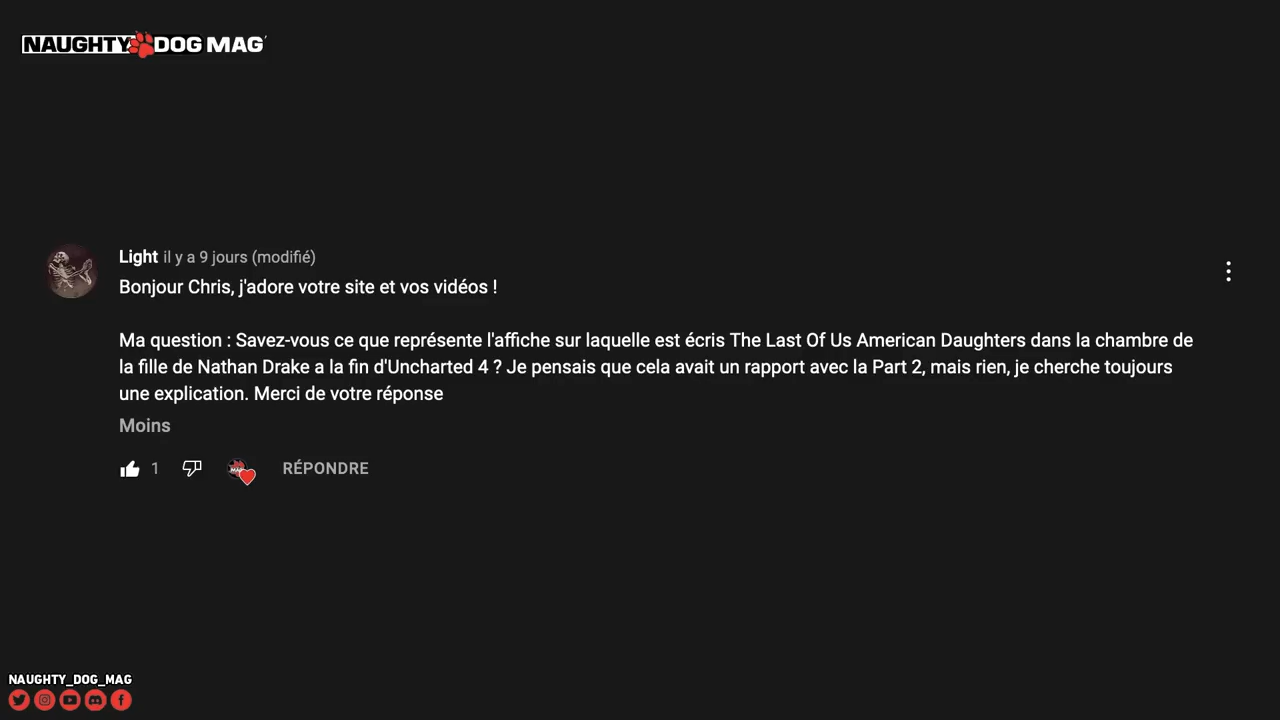 NAUGHTY DOG MAG
Light il y a 9 jours (modifié)
Bonjour Chris, j'adore votre site et vos vidéos !
Ma question : Savez-vous ce que représente l'affiche sur laquelle est écris The Last Of Us American Daughters dans la chambre de
la fille de Nathan Drake a la fin d'Uncharted 4 ? Je pensais que cela avait un rapport avec la Part 2, mais rien, je cherche toujours
une explication. Merci de votre réponse
Moins
1 RÉPONDRE
NAUGHTY_DOG_MAG